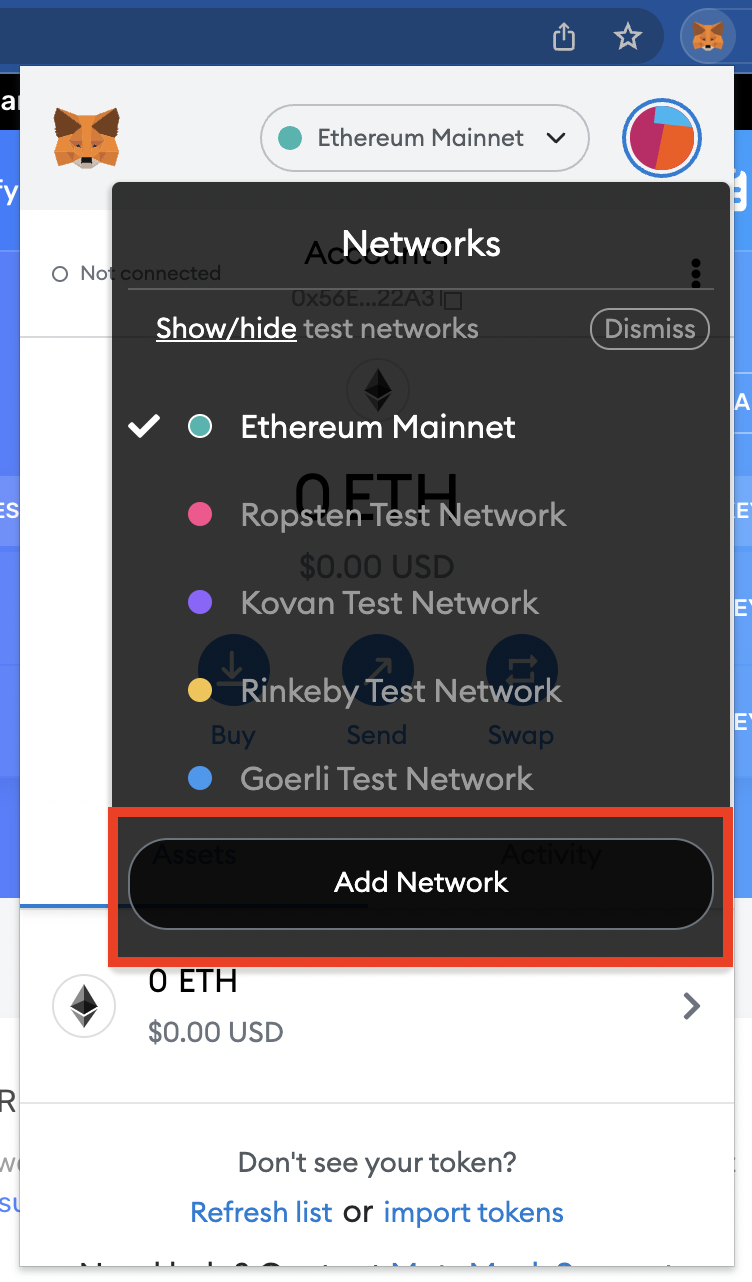 Ethereum Mainnet
Networks
Account 1
Not connected
0x56E...22A3
Show/hide test networks
Dismiss
Ethereum Mainnet
0 ETH
Ropsten Test Network
$0.00 USD
Kovan Test Network
Rinkeby Test Network
Buy
Send
Swap
Goerli Test Network
Assets
Activity
Add Network
0 ETH
$0.00 USD
Don't see your token?
Refresh list or import tokens